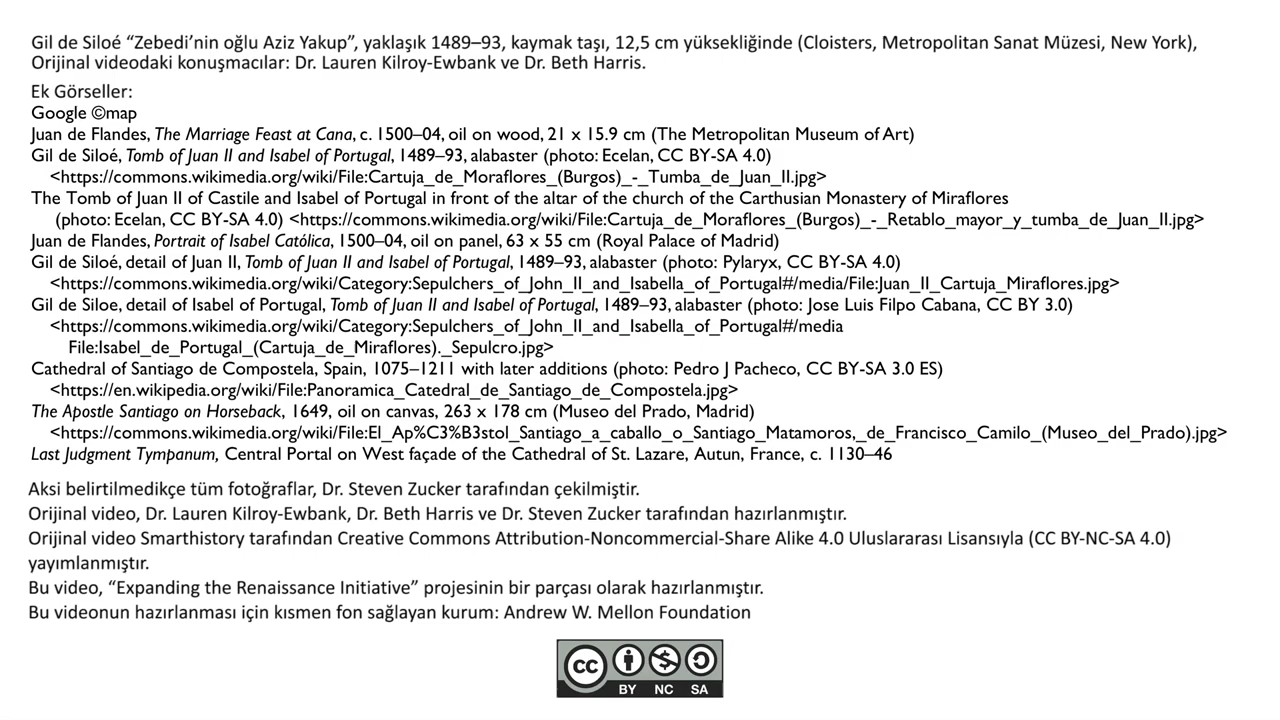 Gil de Siloé “Zebedi’nin oğlu Aziz Yakup”, yaklaşık 1489–93, kaymak taşı, 12,5 cm yüksekliğinde (Cloisters, Metropolitan Sanat Müzesi, New York),
Orijinal videodaki konuşmacılar: Dr. Lauren Kilroy-Ewbank ve Dr. Beth Harris.
Ek Görseller:
Google ©map
Juan de Flandes, The Marriage Feast at Cana, c. 1500–04, oil on wood, 21 x 15.9 cm (The Metropolitan Museum of Art)
Gil de Siloé, Tomb of Juan II and Isabel of Portugal, 1489–93, alabaster (photo: Ecelan, CC BY-SA 4.0)
<https://commons.wikimedia.org/wiki/File:Cartuja_de_Moraflores_(Burgos)_-_Tumba_de_Juan_II.jpg>
The Tomb of Juan II of Castile and Isabel of Portugal in front of the altar of the church of the Carthusian Monastery of Miraflores
(photo: Ecelan, CC BY-SA 4.0) <https://commons.wikimedia.org/wiki/File:Cartuja_de_Moraflores_(Burgos)_-_Retablo_mayor_y_tumba_de_Juan_II.jpg>
Juan de Flandes, Portrait of Isabel Católica, 1500–04, oil on panel, 63 x 55 cm (Royal Palace of Madrid)
Gil de Siloé, detail of Juan II, Tomb of Juan II and Isabel of Portugal, 1489–93, alabaster (photo: Pylaryx, CC BY-SA 4.0)
<https://commons.wikimedia.org/wiki/Category:Sepulchers_of_John_II_and_Isabella_of_Portugal#/media/File:Juan_II_Cartuja_Miraflores.jpg>
Gil de Siloe, detail of Isabel of Portugal, Tomb of Juan II and Isabel of Portugal, 1489–93, alabaster (photo: Jose Luis Filpo Cabana, CC BY 3.0)
<https://commons.wikimedia.org/wiki/Category:Sepulchers_of_John_II_and_Isabella_of_Portugal#/media
File:Isabel_de_Portugal_(Cartuja_de_Miraflores)._Sepulcro.jpg>
Cathedral of Santiago de Compostela, Spain, 1075–1211 with later additions (photo: Pedro J Pacheco, CC BY-SA 3.0 ES)
<https://en.wikipedia.org/wiki/File:Panoramica_Catedral_de_Santiago_de_Compostela.jpg>
The Apostle Santiago on Horseback, 1649, oil on canvas, 263 x 178 cm (Museo del Prado, Madrid)
<https://commons.wikimedia.org/wiki/File:El_Ap%C3%B3stol_Santiago_a_caballo_o_Santiago_Matamoros,_de_Francisco_Camilo_(Museo_del_Prado).jpg>
Last Judgment Tympanum, Central Portal on West façade of the Cathedral of St. Lazare, Autun, France, c. 1130–46
Aksi belirtilmedikçe tüm fotoğraflar, Dr. Steven Zucker tarafından çekilmiştir.
Orijinal video, Dr. Lauren Kilroy-Ewbank, Dr. Beth Harris ve Dr. Steven Zucker tarafından hazırlanmıştır.
Orijinal video Smarthistory tarafından Creative Commons Attribution-Noncommercial-Share Alike 4.0 Uluslararası Lisansıyla (CC BY-NC-SA 4.0)
yayımlanmıştır.
Bu video, “Expanding the Renaissance Initiative” projesinin bir parçası olarak hazırlanmıştır.
Bu videonun hazırlanması için kısmen fon sağlayan kurum: Andrew W. Mellon Foundation
cc BY NC SA